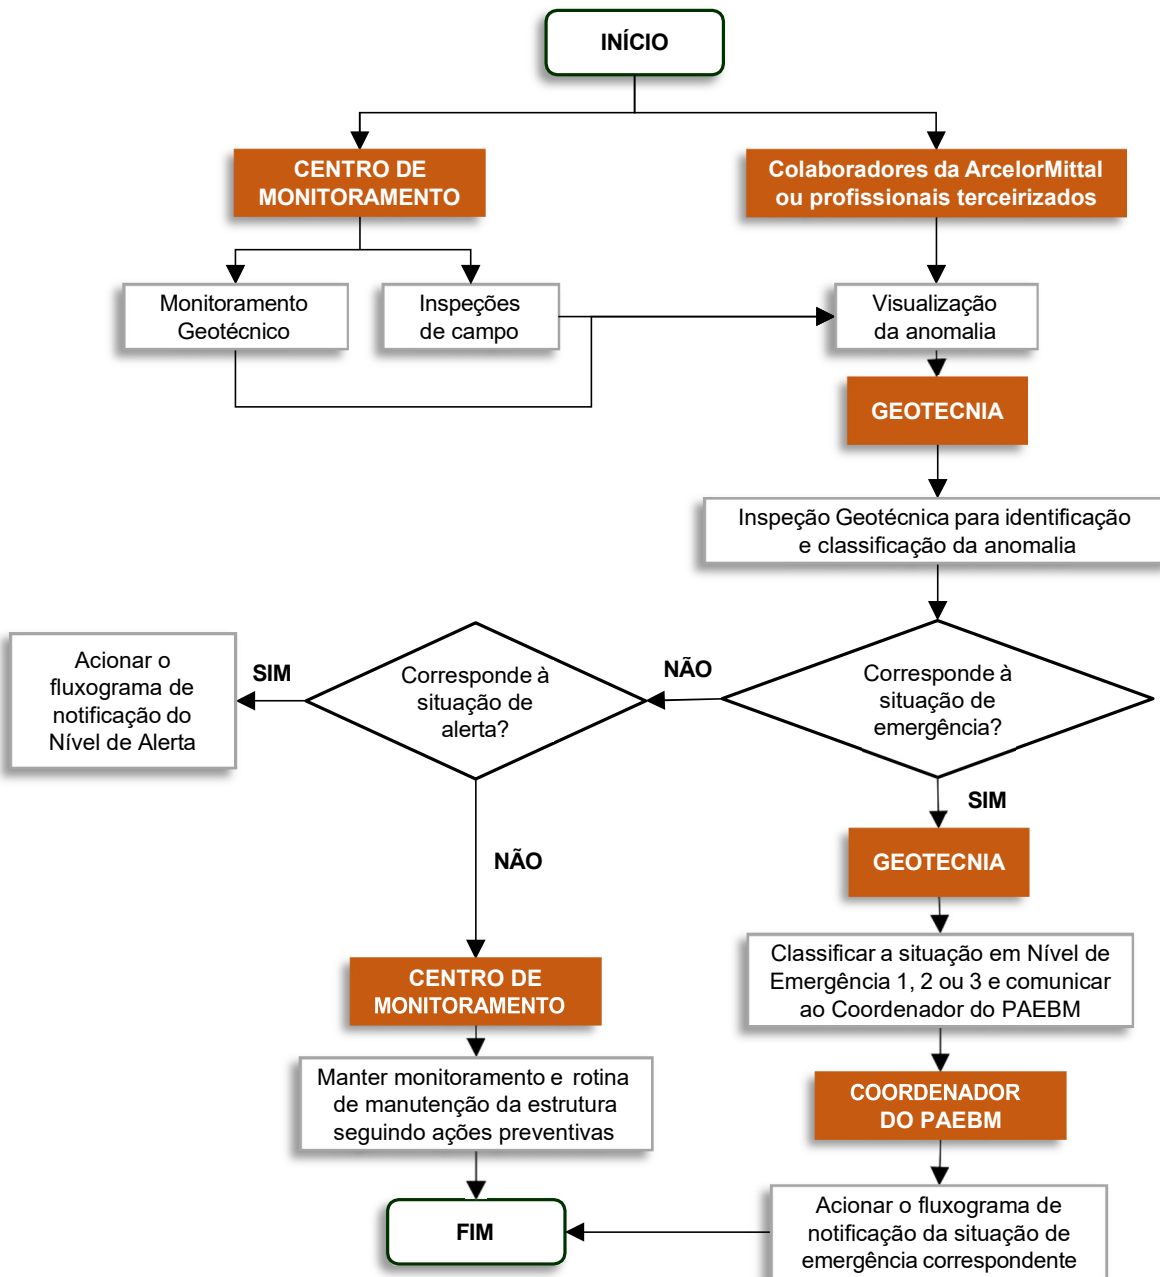 INÍCIO
CENTRO DE
MONITORAMENTO
Colaboradores da ArcelorMittal
ou profissionais terceirizados
Monitoramento
Geotécnico
Inspeções
de campo
Visualização
da anomalia
GEOTECNIA
Inspeção Geotécnica para identificação
e classificação da anomalia
Acionar o
fluxograma de
notificação do
Nível de Alerta
SIM
Corresponde à
situação de
alerta?
NÃO
Corresponde à
situação de
emergência?
SIM
NÃO
GEOTECNIA
Classificar a situação em Nível de
Emergência 1, 2 ou 3 e comunicar
ao Coordenador do PAEBM
CENTRO DE
MONITORAMENTO
Manter monitoramento e rotina
de manutenção da estrutura
seguindo ações preventivas
COORDENADOR
DO PAEBM
Acionar o fluxograma de
notificação da situação de
emergência correspondente
FIM